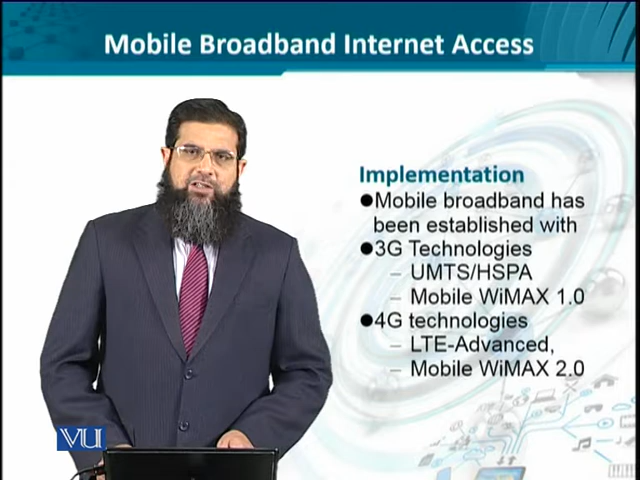 Mobile Broadband Internet Access
Implementation
●Mobile broadband has
been established with
●3G Technologies
– UMTS/HSPA
– Mobile WiMAX 1.0
●4G technologies
– LTE-Advanced,
– Mobile WiMAX 2.0
VU